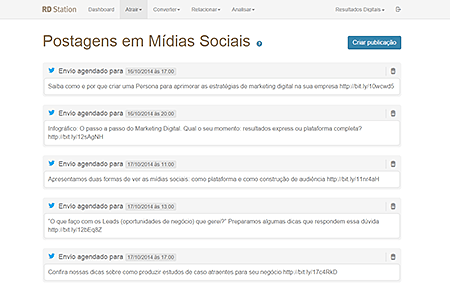 RD Station Dashboard Atrair Converter Relacionar Analisar Resultados Digitais
Postagens em Mídias Sociais
Criar publicação
Envio agendado para 16/10/2014 às 17:00
Saiba como e por que criar uma Persona para aprimorar as estratégias de marketing digital na sua empresa http://bit.ly/10wcwd5
Envio agendado para 16/10/2014 às 20:00
Infográfico: O passo a passo do Marketing Digital. Qual o seu momento: resultados express ou plataforma completa?
http://bit.ly/12sAgNH
Envio agendado para 17/10/2014 às 11:00
Apresentamos duas formas de ver as mídias sociais: como plataforma e como construção de audiência http://bit.ly/11nr4aH
Envio agendado para 17/10/2014 às 13:00
"O que faço com os Leads (oportunidades de negócio) que gerei?" Preparamos algumas dicas que respondem essa dúvida
http://bit.ly/12bEq8Z
Envio agendado para 17/10/2014 às 17:00
Confira nossas dicas sobre como produzir estudos de caso atraentes para seu negócio http://bit.ly/17c4RkD